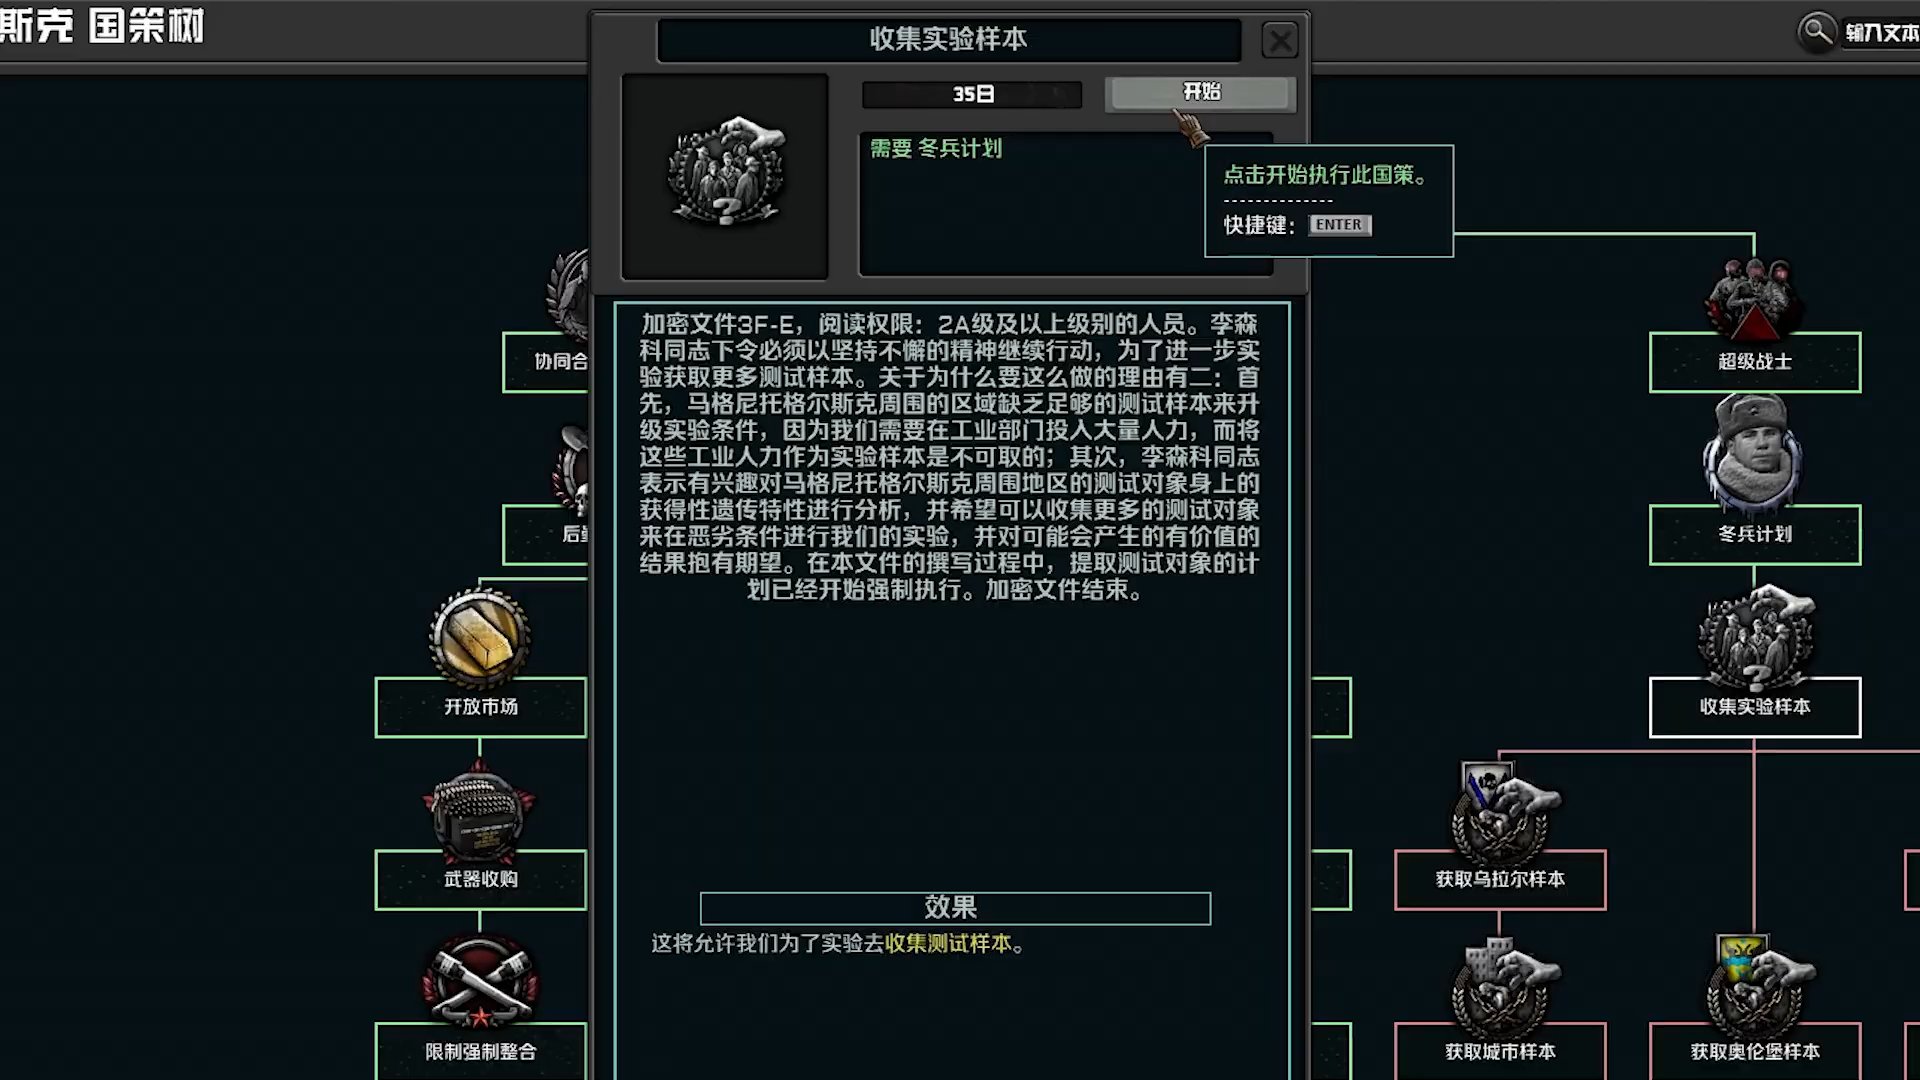 斯克 国策树
收集实验样本
输入文本
35日
开始
需要 冬兵计划
点击开始执行此国策。
--------------
快捷键： ENTER
加密文件3F-E，阅读权限：2A级及以上级别的人员。李森
科同志下令必须以坚持不懈的精神继续行动，为了进一步实
验获取更多测试样本。关于为什么要这么做的理由有二：首
先，马格尼托格尔斯克周围的区域缺乏足够的测试样本来升
级实验条件，因为我们需要在工业部门投入大量人力，而将
这些工业人力作为实验样本是不可取的；其次，李森科同志
表示有兴趣对马格尼托格尔斯克周围地区的测试对象身上的
获得性遗传特性进行分析，并希望可以收集更多的测试对象
来在恶劣条件进行我们的实验，并对可能会产生的有价值的
结果抱有期望。在本文件的撰写过程中，提取测试对象的计
划已经开始强制执行。加密文件结束。
效果
这将允许我们为了实验去收集测试样本。
协同合
后
开放市场
武器收购
限制强制整合
超级战士
冬兵计划
收集实验样本
获取乌拉尔样本
获取城市样本
获取奥伦堡样本